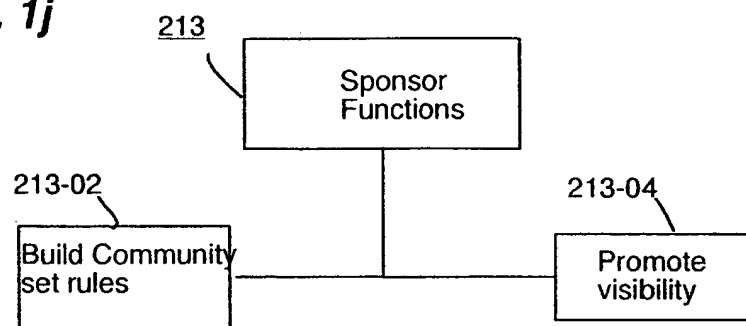 . 1j
213
Sponsor
Functions
213-02
213-04
Build Community
set rules
Promote
visibility